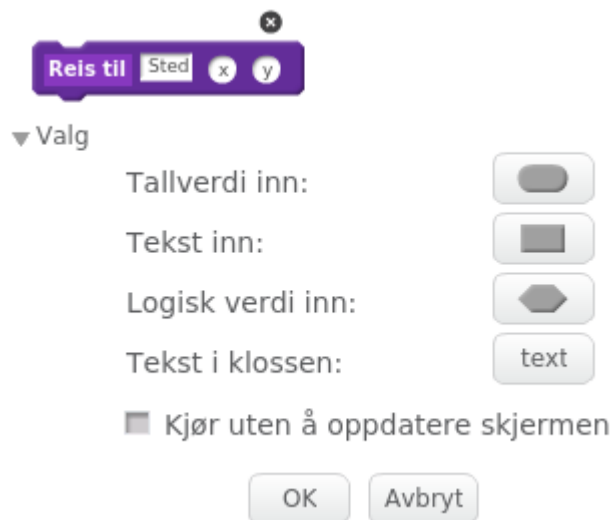 Reis til Sted x y
Valg
Tallverdi inn:
Tekst inn:
Logisk verdi inn:
Tekst i klossen: text
Kjør uten å oppdatere skjermen
OK Avbryt